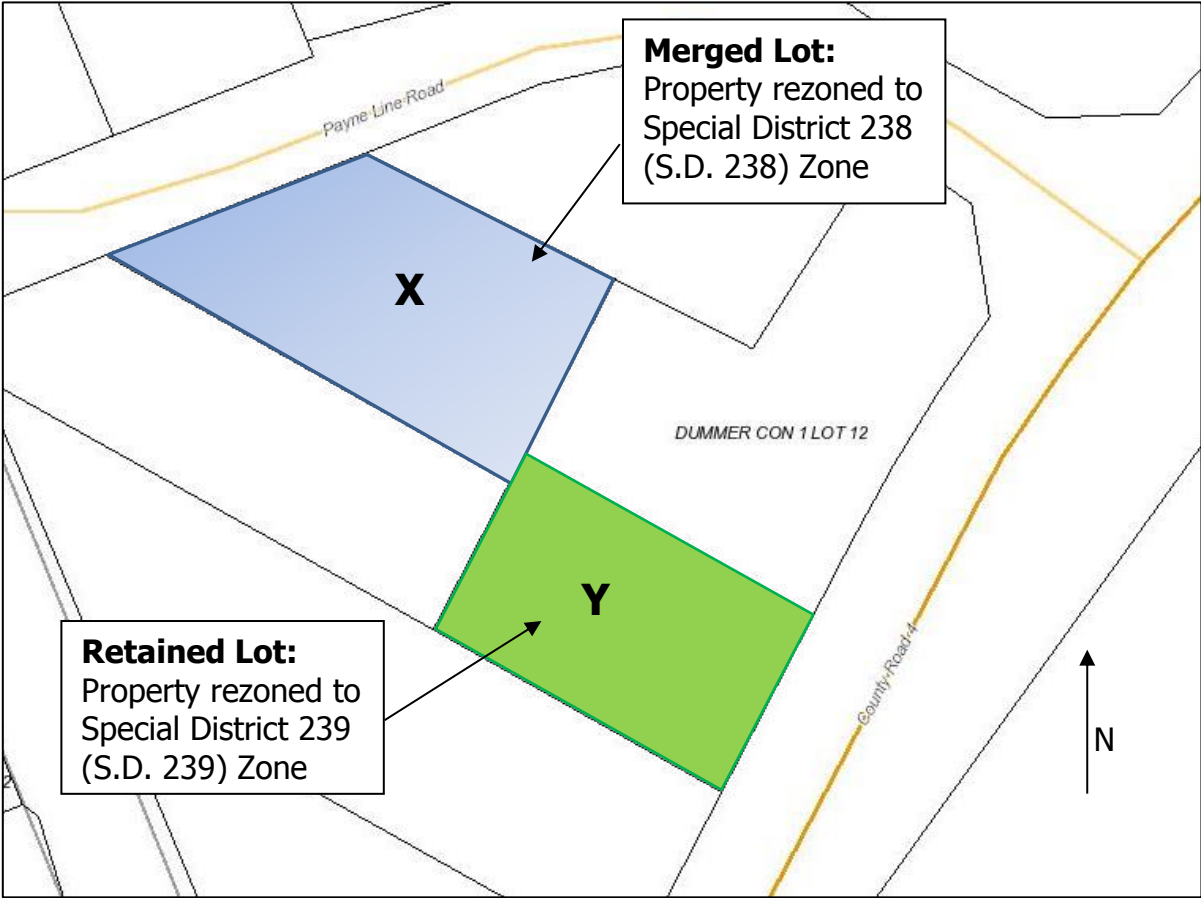 Merged Lot:
Property rezoned to
Special District 238
(S.D. 238) Zone
Payne Line Road
X
DUMMER CON 1 LOT 12
Y
Retained Lot:
Property rezoned to
Special District 239
(S.D. 239) Zone
County Road 4
N
2